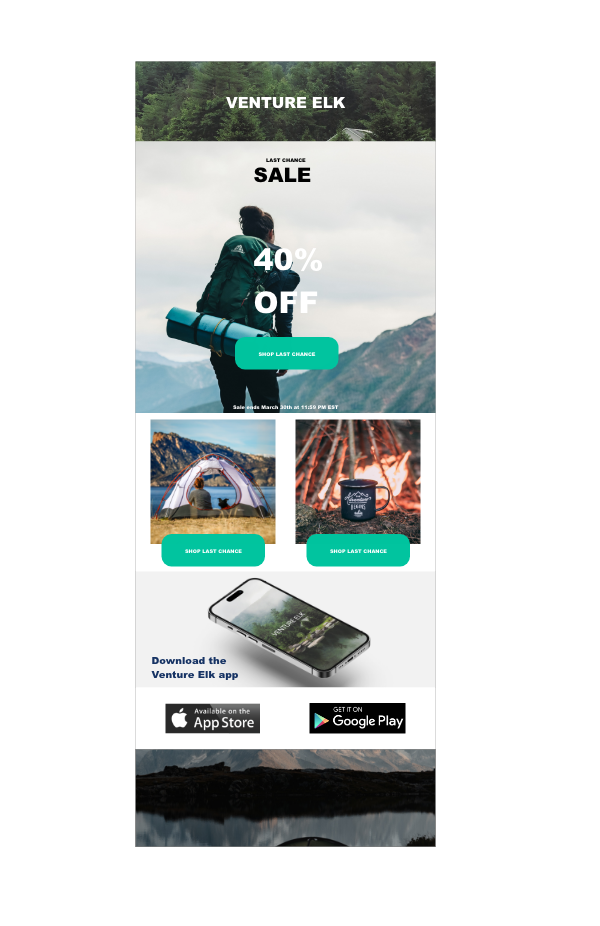 VENTURE ELK
LAST CHANCE
SALE
40%
OFF
SHOP LAST CHANCE
Sale ends March 30th at 11:59 PM EST
SHOP LAST CHANCE
SHOP LAST CHANCE
VENTURE ELK
Download the
Venture Elk app
Available on the
App Store
GET IT ON
Google Play